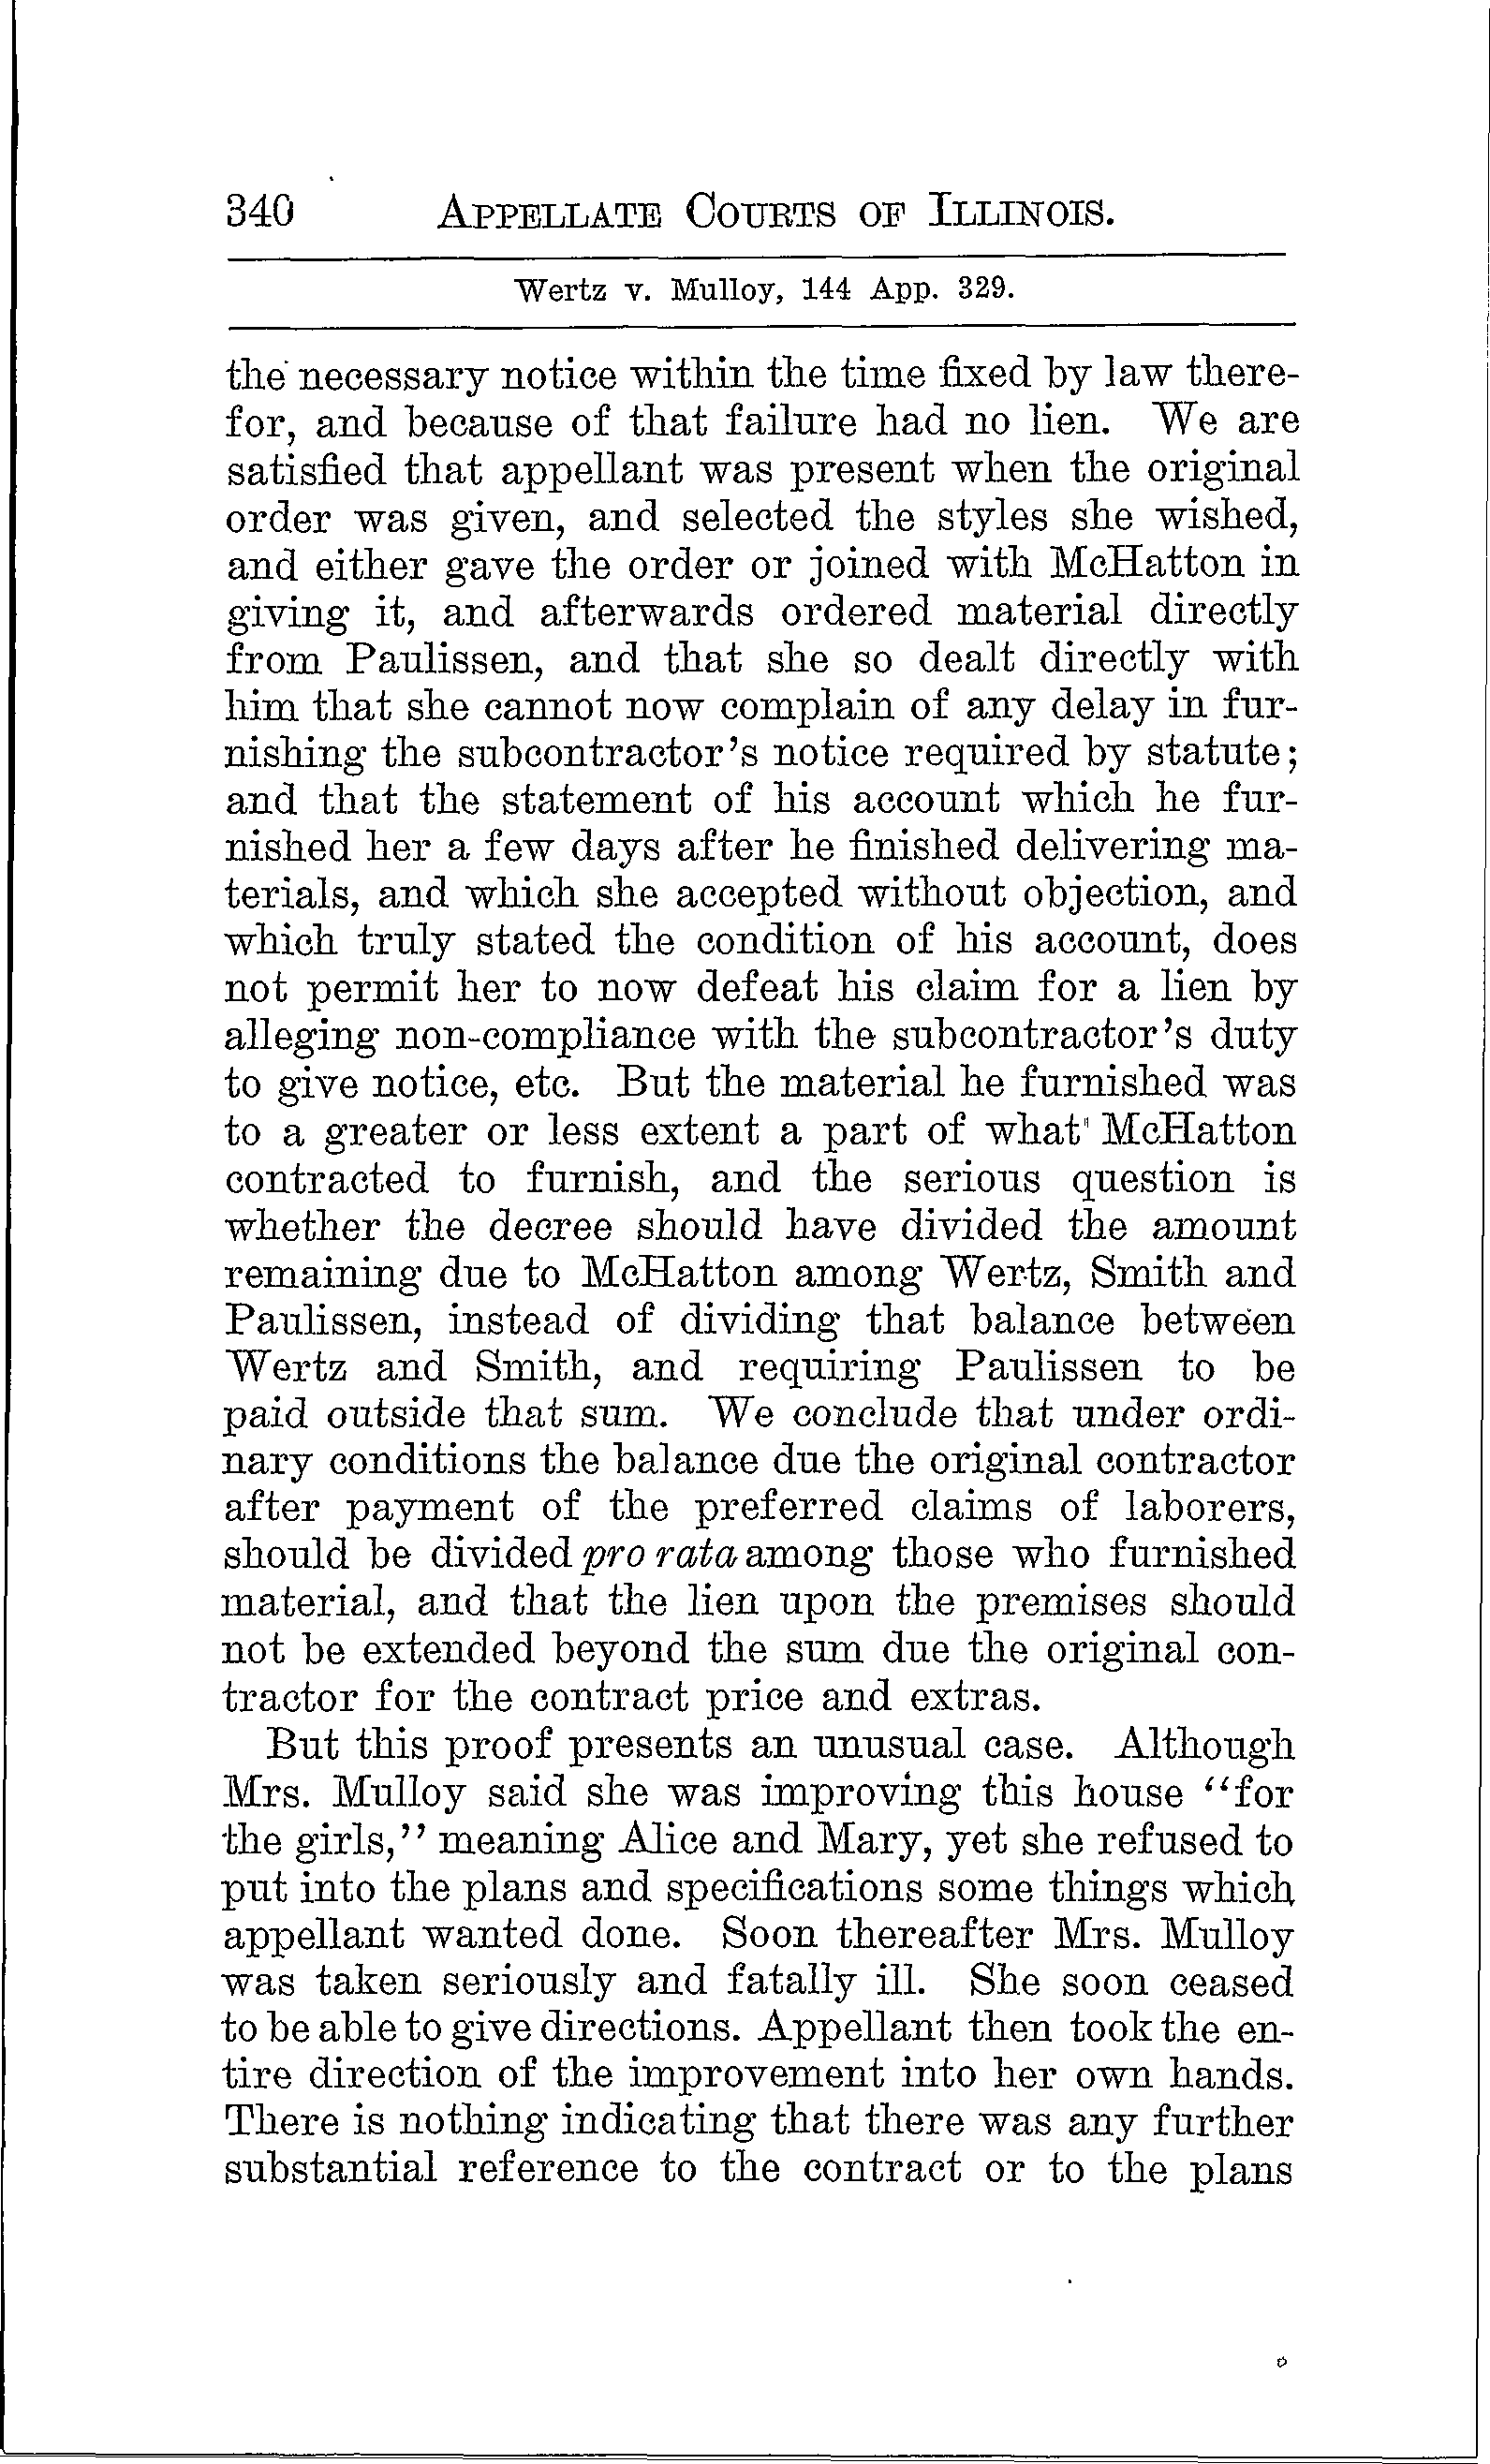 340 APPELLATE COURTS OF ILLINOIS.
Wertz v. Mulloy, 144 App. 329.
the necessary notice within the time fixed by law there-
for, and because of that failure had no lien. We are
satisfied that appellant was present when the original
order was given, and selected the styles she wished,
and either gave the order or joined with McHatton in
giving it, and afterwards ordered material directly
from Paulissen, and that she so dealt directly with
him that she cannot now complain of any delay in fur-
nishing the subcontractor's notice required by statute;
and that the statement of his account which he fur-
nished her a few days after he finished delivering ma-
terials, and which she accepted without objection, and
which truly stated the condition of his account, does
not permit her to now defeat his claim for a lien by
alleging non-compliance with the subcontractor's duty
to give notice, etc. But the material he furnished was
to a greater or less extent a part of what McHatton
contracted to furnish, and the serious question is
whether the decree should have divided the amount
remaining due to McHatton among Wertz, Smith and
Paulissen, instead of dividing that balance between
Wertz and Smith, and requiring Paulissen to be
paid outside that sum. We conclude that under ordi-
nary conditions the balance due the original contractor
after payment of the preferred claims of laborers,
should be divided pro rata among those who furnished
material, and that the lien upon the premises should
not be extended beyond the sum due the original con-
tractor for the contract price and extras.
But this proof presents an unusual case. Although
Mrs. Mulloy said she was improving this house "for
the girls," meaning Alice and Mary, yet she refused to
put into the plans and specifications some things which
appellant wanted done. Soon thereafter Mrs. Mulloy
was taken seriously and fatally ill. She soon ceased
to be able to give directions. Appellant then took the en-
tire direction of the improvement into her own hands.
There is nothing indicating that there was any further
substantial reference to the contract or to the plans